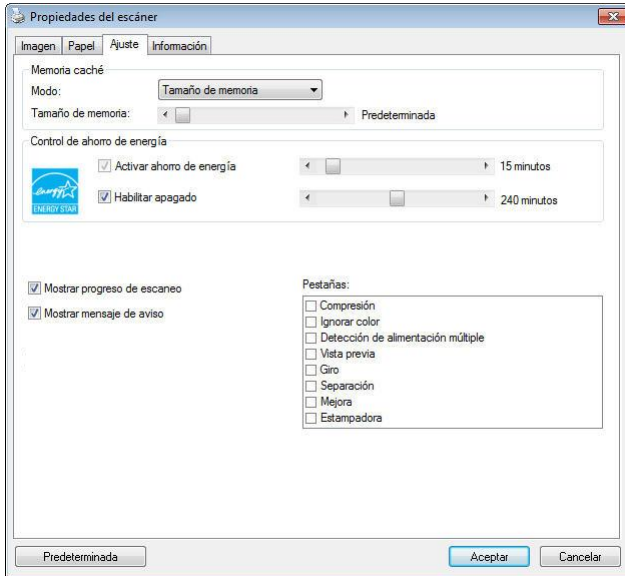 Propiedades del escáner
Imagen Papel Ajuste Información
Memoria caché
Modo: Tamaño de memoria
Tamaño de memoria: Predeterminada
Control de ahorro de energía
energy
ENERGY STAR
Activar ahorro de energía 15 minutos
Habilitar apagado 240 minutos
Mostrar progreso de escaneo
Mostrar mensaje de aviso
Pestañas:
Compresión
Ignorar color
Detección de alimentación múltiple
Vista previa
Giro
Separación
Mejora
Estampadora
Predeterminada Aceptar Cancelar